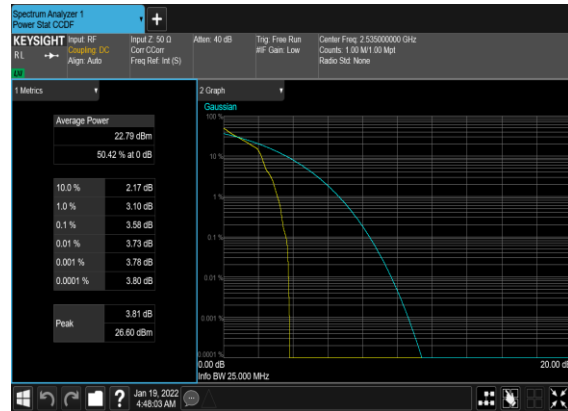 Spectrum Analyzer 1
Power Stat CCDF
+
KEYSIGHT
RL
LW
Input: RF
Coupling: DC
Align: Auto
Input Z: 50 Ω
Corr CCorr
Freq Ref: Int (S)
Atten: 40 dB
Trig: Free Run
#IF Gain: Low
Center Freq: 2.535000000 GHz
Counts: 1.00 M/1.00 Mpt
Radio Std: None
1 Metrics
Average Power
22.79 dBm
50.42 % at 0 dB
10.0 % 2.17 dB
1.0 % 3.10 dB
0.1 % 3.58 dB
0.01 % 3.73 dB
0.001 % 3.78 dB
0.0001 % 3.80 dB
Peak
3.81 dB
26.60 dBm
2 Graph
Gaussian
100 %
10 %
1 %
0.1 %
0.01 %
0.001 %
0.0001 %
0.00 dB 20.00 dB
Info BW 25.000 MHz
?
Jan 19, 2022
4:48:03 AM